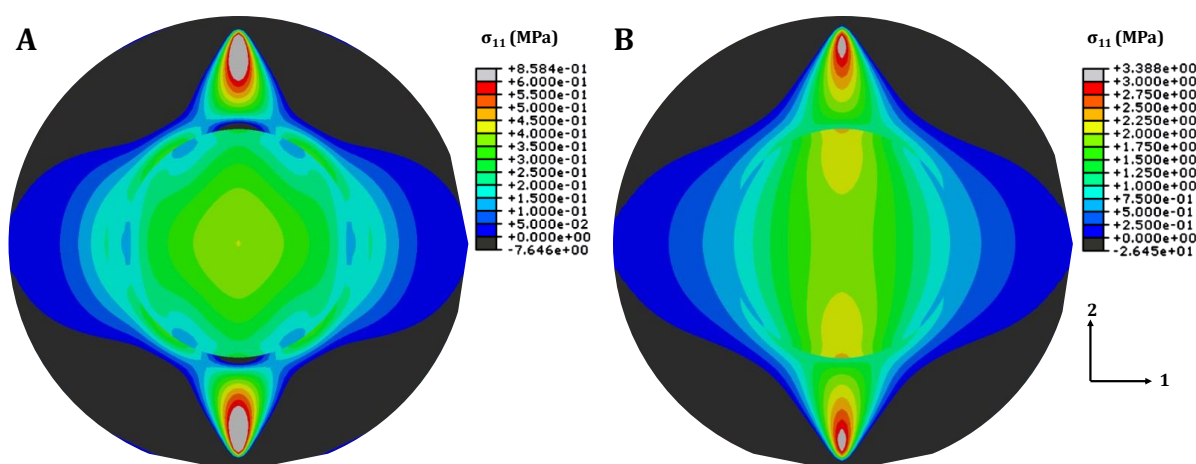 A
σ11 (MPa)
+8.584e-01
+6.000e-01
+5.500e-01
+5.000e-01
+4.500e-01
+4.000e-01
+3.500e-01
+3.000e-01
+2.500e-01
+2.000e-01
+1.500e-01
+1.000e-01
+5.000e-02
+0.000e+00
-7.646e+00
B
σ11 (MPa)
+3.388e+00
+3.000e+00
+2.750e+00
+2.500e+00
+2.250e+00
+2.000e+00
+1.750e+00
+1.500e+00
+1.250e+00
+1.000e+00
+7.500e-01
+5.000e-01
+2.500e-01
+0.000e+00
-2.645e+01
2
1